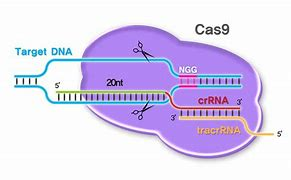 Cas9
Target DNA
NGG
5'
20nt
crRNA
3'
3'
tracrRNA
5'